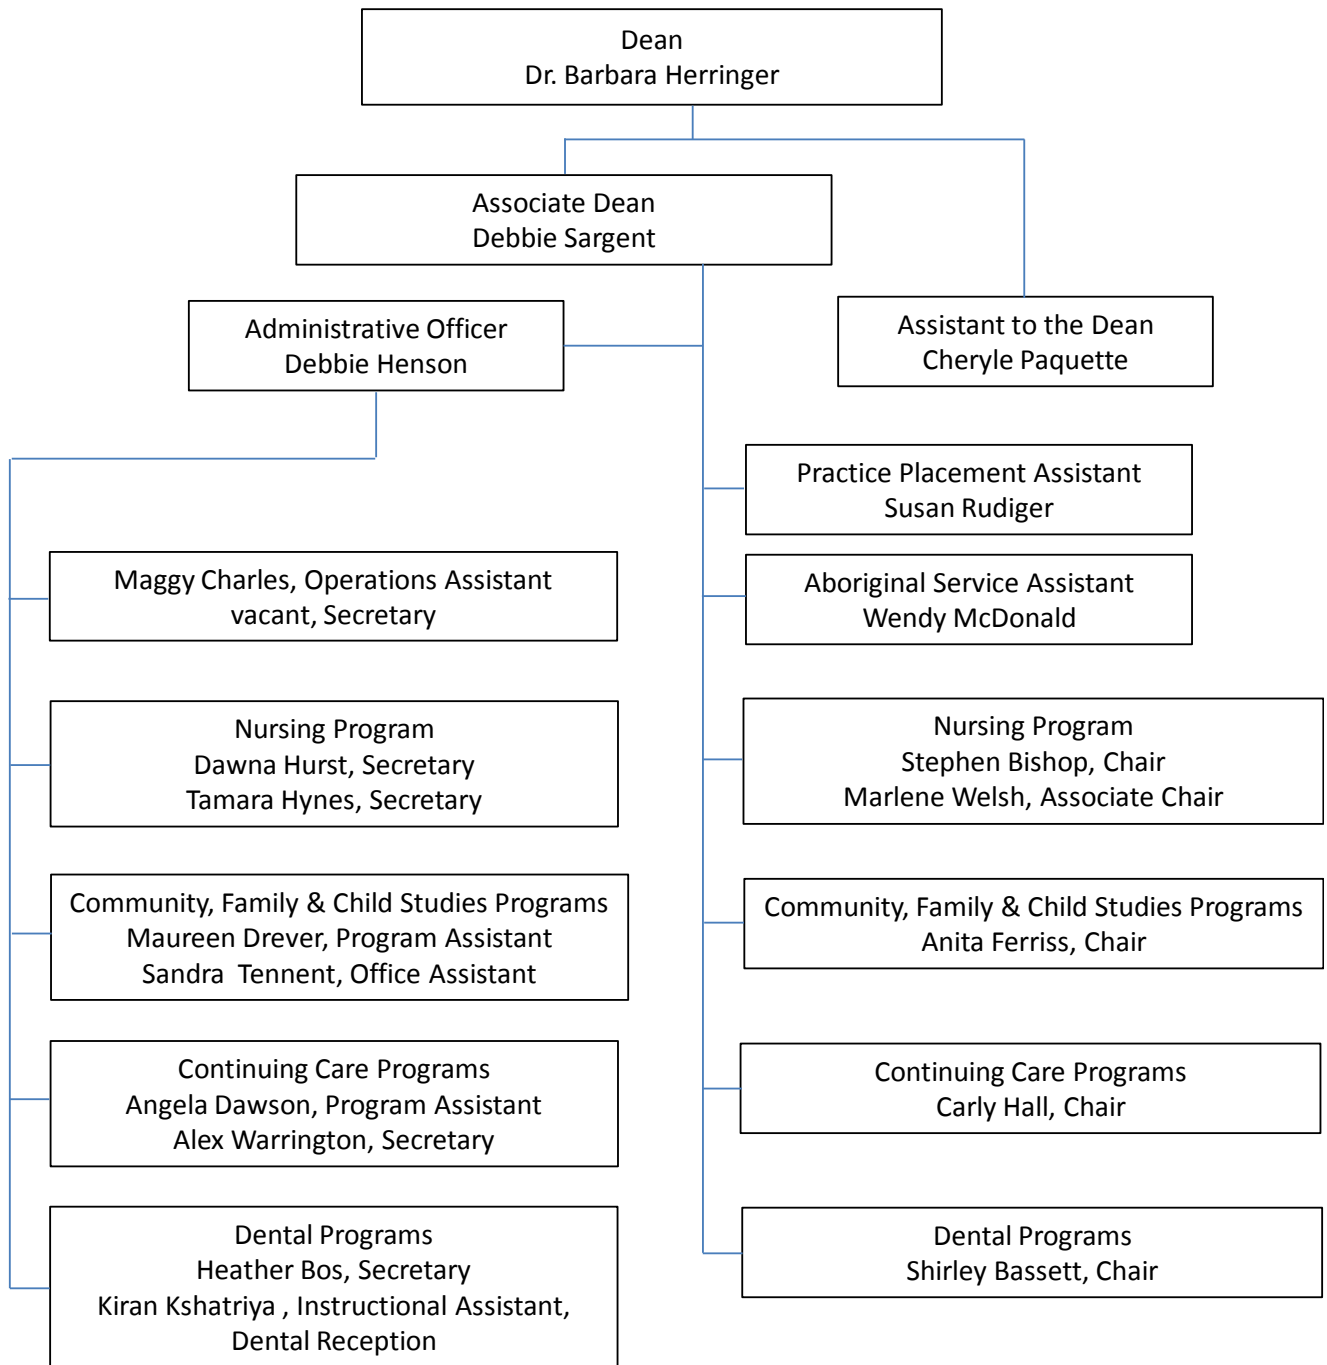 Dean
Dr. Barbara Herringer
Associate Dean
Debbie Sargent
Administrative Officer
Debbie Henson
Assistant to the Dean
Cheryle Paquette
Practice Placement Assistant
Susan Rudiger
Maggy Charles, Operations Assistant
vacant, Secretary
Aboriginal Service Assistant
Wendy McDonald
Nursing Program
Dawna Hurst, Secretary
Tamara Hynes, Secretary
Nursing Program
Stephen Bishop, Chair
Marlene Welsh, Associate Chair
Community, Family & Child Studies Programs
Maureen Drever, Program Assistant
Sandra  Tennent, Office Assistant
Community, Family & Child Studies Programs
Anita Ferriss, Chair
Continuing Care Programs
Angela Dawson, Program Assistant
Alex Warrington, Secretary
Continuing Care Programs
Carly Hall, Chair
Dental Programs
Heather Bos, Secretary
Kiran Kshatriya , Instructional Assistant,
Dental Reception
Dental Programs
Shirley Bassett, Chair